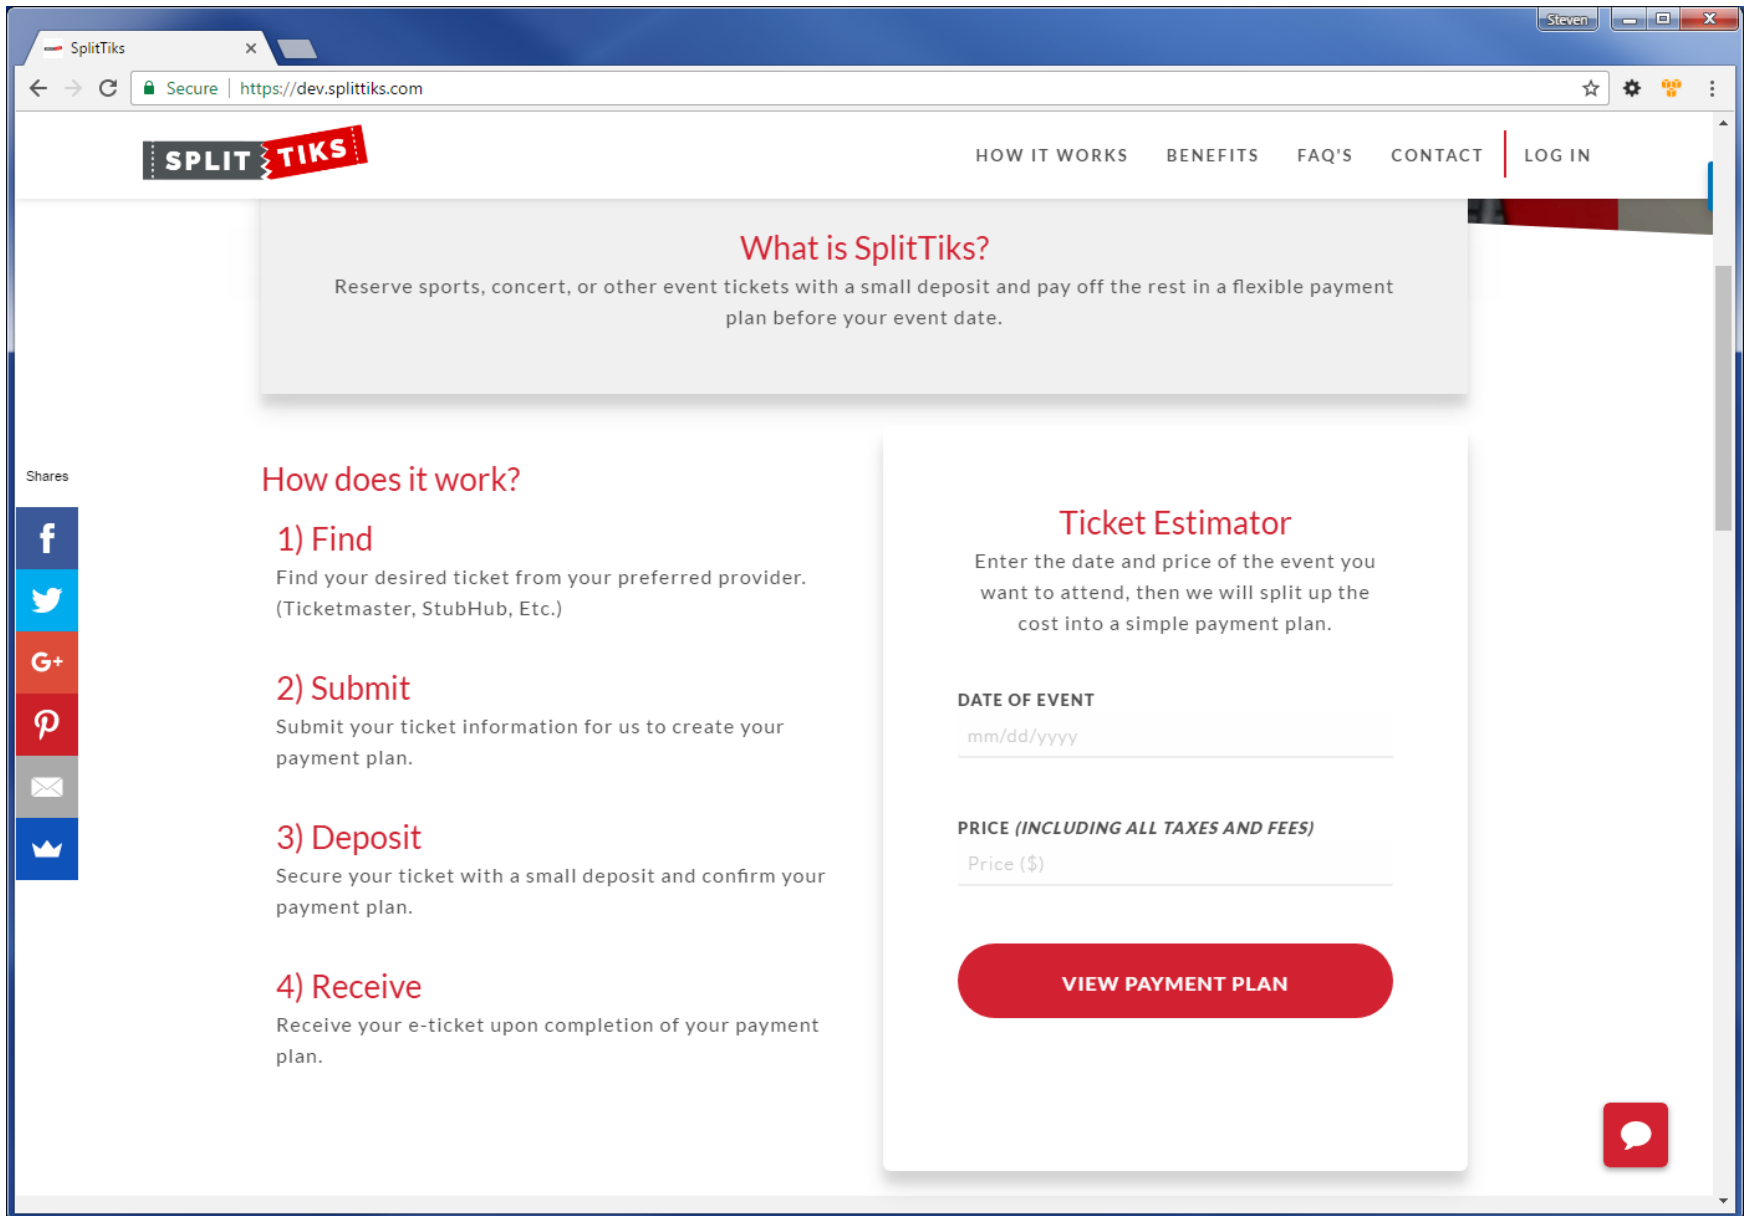 Steven
SplitTiks
Secure | https://dev.splittiks.com
SPLIT TIKS
HOW IT WORKS
BENEFITS
FAQ'S
CONTACT
LOG IN
What is SplitTiks?
Reserve sports, concert, or other event tickets with a small deposit and pay off the rest in a flexible payment
plan before your event date.
Shares
f
G+
How does it work?
1) Find
Find your desired ticket from your preferred provider.
(Ticketmaster, StubHub, Etc.)
2) Submit
Submit your ticket information for us to create your
payment plan.
3) Deposit
Secure your ticket with a small deposit and confirm your
payment plan.
4) Receive
Receive your e-ticket upon completion of your payment
plan.
Ticket Estimator
Enter the date and price of the event you
want to attend, then we will split up the
cost into a simple payment plan.
DATE OF EVENT
mm/dd/yyyy
PRICE (INCLUDING ALL TAXES AND FEES)
Price ($)
VIEW PAYMENT PLAN